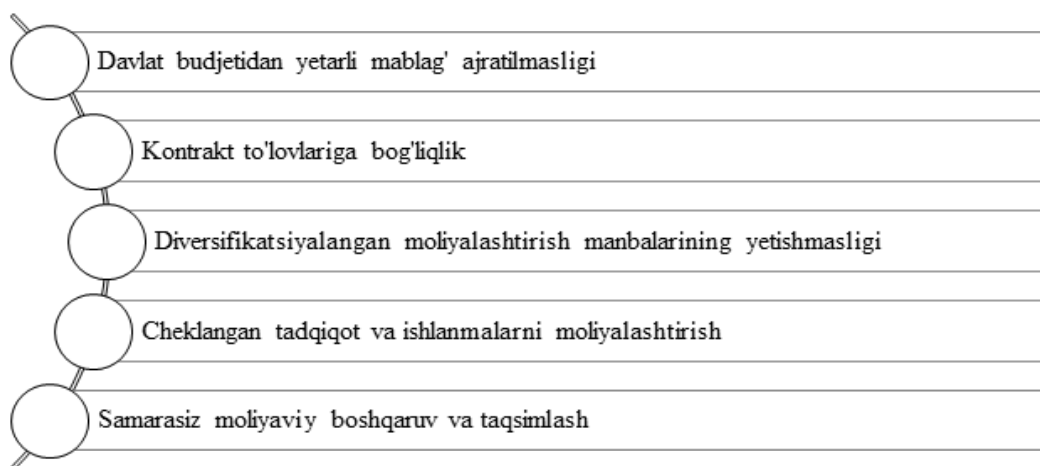 Davlat budjetidan yetarli mablag' ajratilmasligi
Kontrakt to'lovlariga bog'liqlik
Diversifikatsiyalangan moliyalashtirish manbalarining yetishmasligi
Cheklangan tadqiqot va ishlanmalarni moliyalashtirish
Samarasiz moliyaviy boshqaruv va taqsimlash